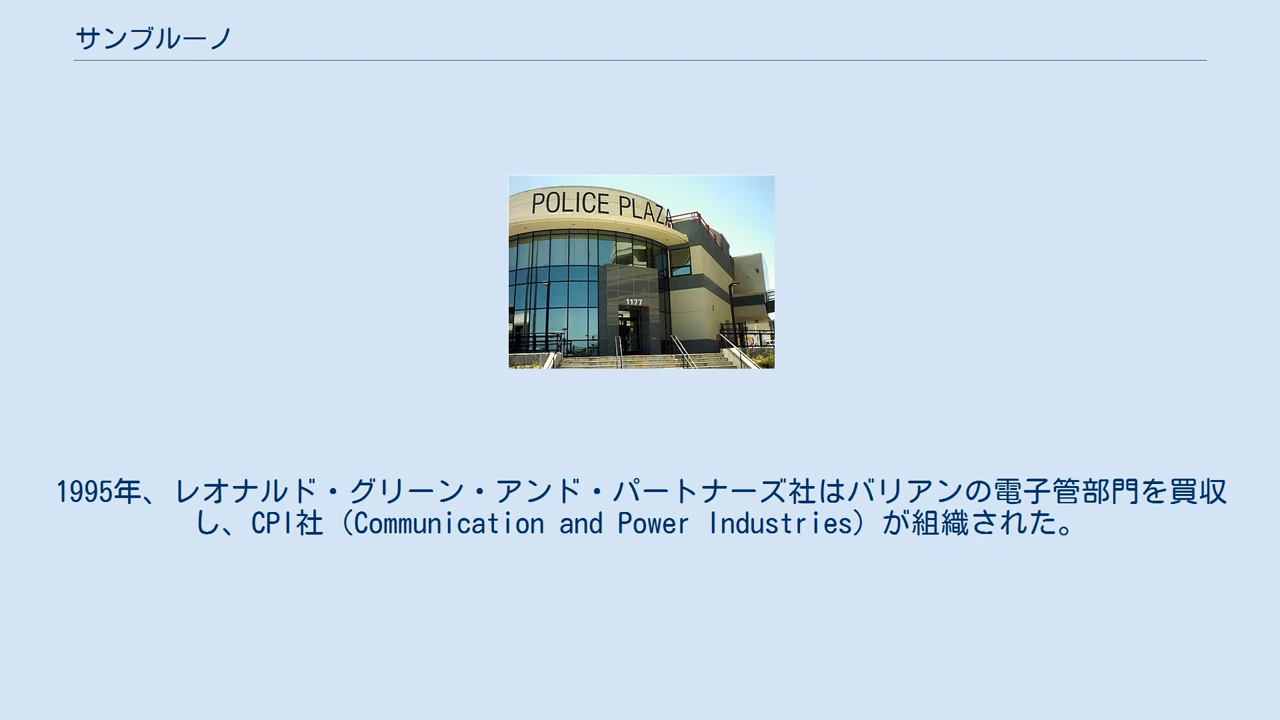 サンブルーノ
POLICE PLAZA
1177
1995年、レオナルド・グリーン・アンド・パートナーズ社はバリアンの電子管部門を買収
し、CPI社（Communication and Power Industries）が組織された。